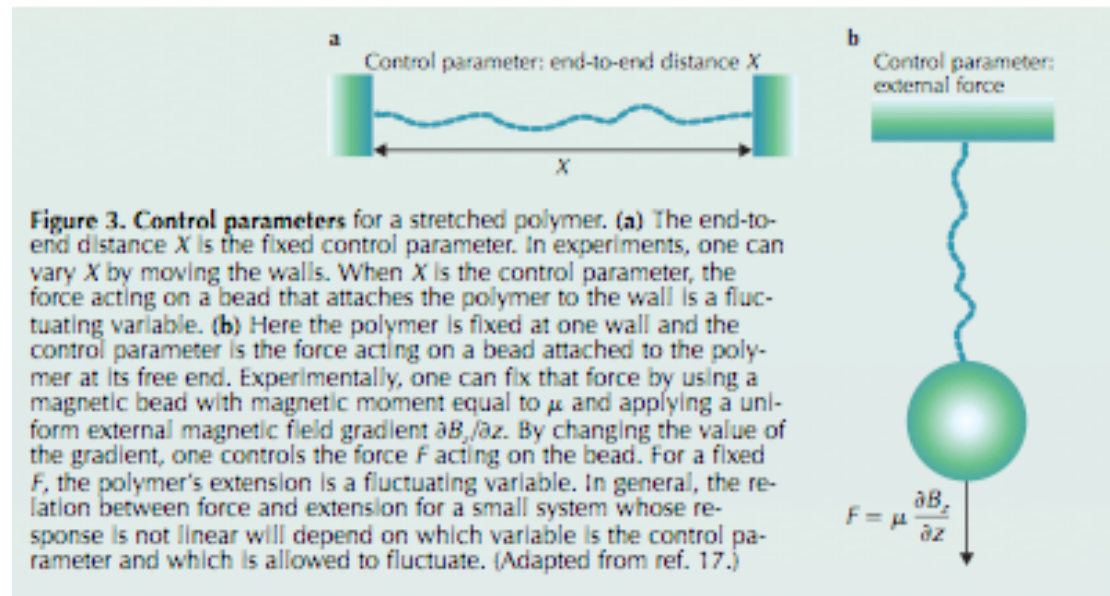 a
Control parameter: end-to-end distance X
X
b
Control parameter:
external force
F = μ ∂B_z/∂z
Figure 3. Control parameters for a stretched polymer. (a) The end-to-
end distance X is the fixed control parameter. In experiments, one can
vary X by moving the walls. When X is the control parameter, the
force acting on a bead that attaches the polymer to the wall is a fluc-
tuating variable. (b) Here the polymer is fixed at one wall and the
control parameter is the force acting on a bead attached to the poly-
mer at its free end. Experimentally, one can fix that force by using a
magnetic bead with magnetic moment equal to μ and applying a uni-
form external magnetic field gradient ∂B_z/∂z. By changing the value of
the gradient, one controls the force F acting on the bead. For a fixed
F, the polymer's extension is a fluctuating variable. In general, the re-
lation between force and extension for a small system whose re-
sponse is not linear will depend on which variable is the control pa-
rameter and which is allowed to fluctuate. (Adapted from ref. 17.)